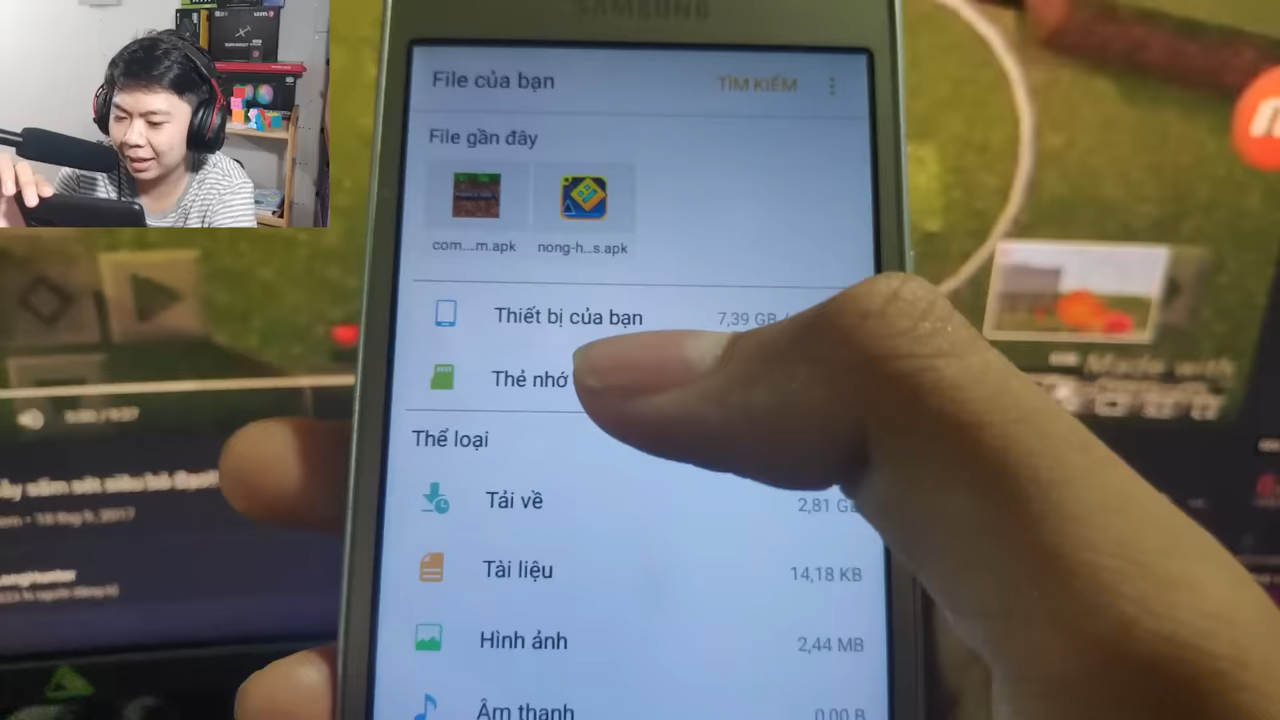 SAMSUNG
File của bạn
TÌM KIẾM
File gần đây
com....m.apk
nong-h...s.apk
Thiết bị của bạn
7,39 GB
Thẻ nhớ
Thể loại
Tải về
2,81 GB
Tài liệu
14,18 KB
Hình ảnh
2,44 MB
Âm thanh
0,00 B
Made with